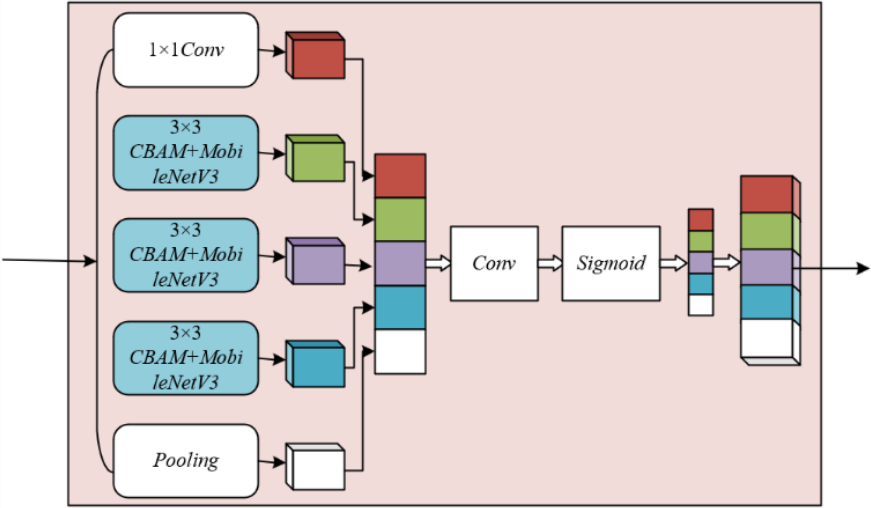 1×1Conv
3×3
CBAM+Mobi
leNetV3
3×3
CBAM+Mobi
leNetV3
3×3
CBAM+Mobi
leNetV3
Pooling
Conv
Sigmoid